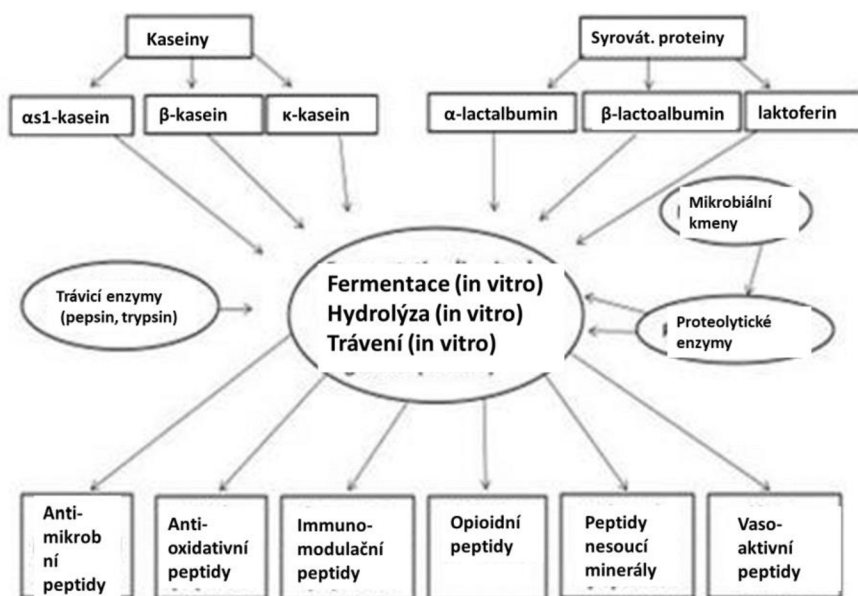 Kaseiny
Syrovát. proteiny
αs1-kasein
β-kasein
κ-kasein
α-lactalbumin
β-lactoalbumin
laktoferin
Mikrobiální
kmeny
Trávicí enzymy
(pepsin, trypsin)
Fermentace (in vitro)
Hydrolýza (in vitro)
Trávení (in vitro)
Proteolytické
enzymy
Anti-
mikrob
ní
peptidy
Anti-
oxidativní
peptidy
Immuno-
modulační
peptidy
Opioidní
peptidy
Peptidy
nesoucí
minerály
Vaso-
aktivní
peptidy